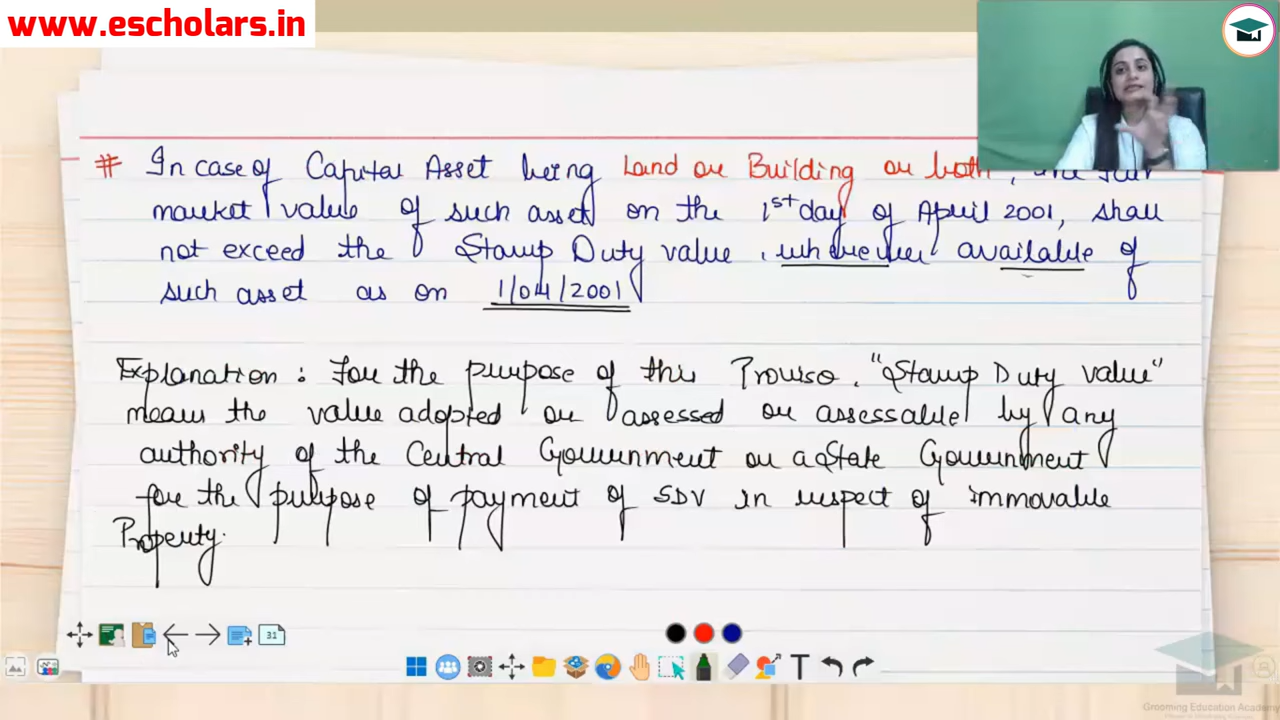 www.escholars.in
# In case of Capital Asset being Land or Building or both, the fair
market value of such asset on the 1st day of April 2001, shall
not exceed the Stamp Duty value, wherever available of
such asset as on 1/04/2001
Explanation : For the purpose of this Proviso, "Stamp Duty value"
means the value adopted or assessed or assessable by any
authority of the Central Government or a State Government
for the purpose of payment of SDV in respect of immovable
Property.
31
T
Grooming Education Academy